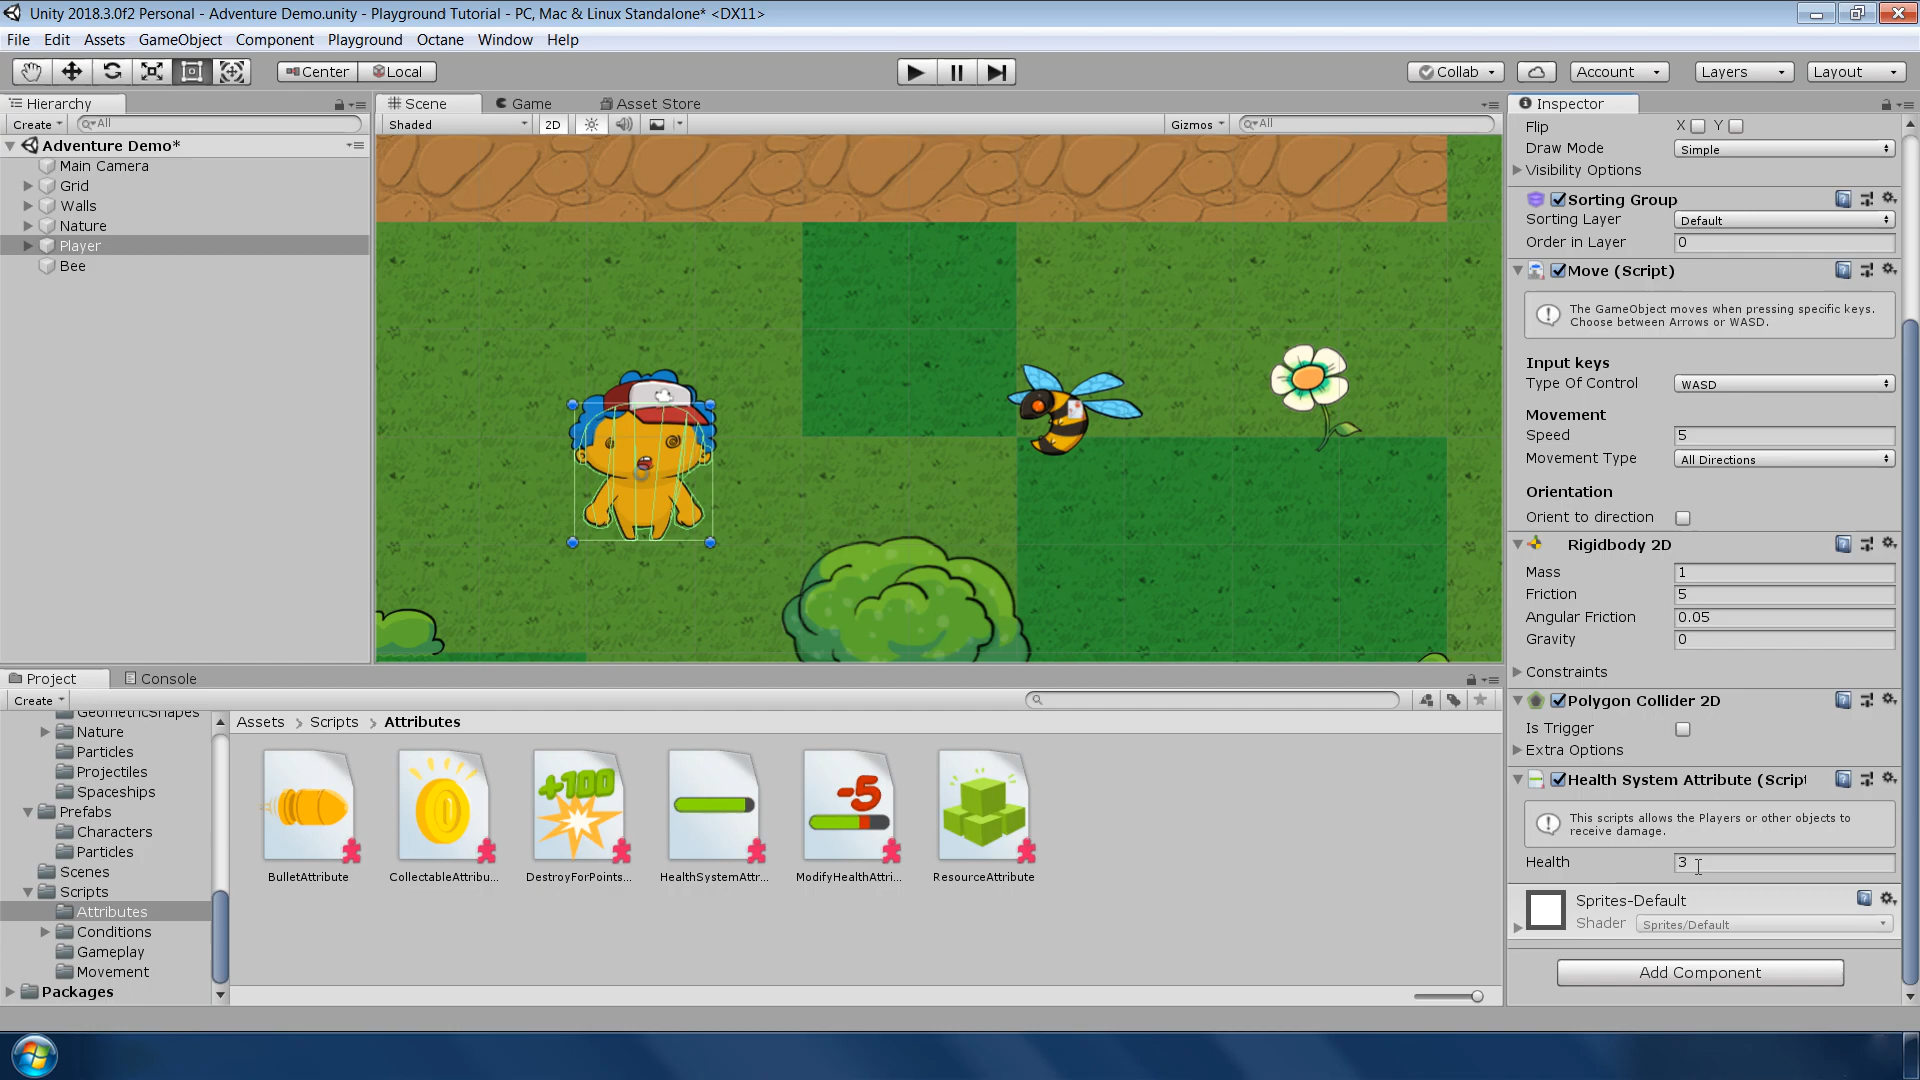 Unity 2018.3.0f2 Personal - Adventure Demo.unity - Playground Tutorial - PC, Mac & Linux Standalone* <DX11>
File Edit Assets GameObject Component Playground Octane Window Help
Center Local Collab Account Layers Layout
Hierarchy
Create All
Adventure Demo*
Main Camera
Grid
Walls
Nature
Player
Bee
Scene Game Asset Store
Shaded 2D Gizmos All
Inspector
Flip X Y
Draw Mode Simple
Visibility Options
Sorting Group
Sorting Layer Default
Order in Layer 0
Move (Script)
The GameObject moves when pressing specific keys.
Choose between Arrows or WASD.
Input keys
Type Of Control WASD
Movement
Speed 5
Movement Type All Directions
Orientation
Orient to direction
Rigidbody 2D
Mass 1
Friction 5
Angular Friction 0.05
Gravity 0
Constraints
Polygon Collider 2D
Is Trigger
Extra Options
Health System Attribute (Script
This scripts allows the Players or other objects to
receive damage.
Health 3
Sprites-Default
Shader Sprites/Default
Add Component
Project Console
Create
GeometricShapes
Nature
Particles
Projectiles
Spaceships
Prefabs
Characters
Particles
Scenes
Scripts
Attributes
Conditions
Gameplay
Movement
Packages
Assets > Scripts > Attributes
+100
-5
BulletAttribute CollectableAttribu... DestroyForPoints... HealthSystemAttr... ModifyHealthAttri... ResourceAttribute